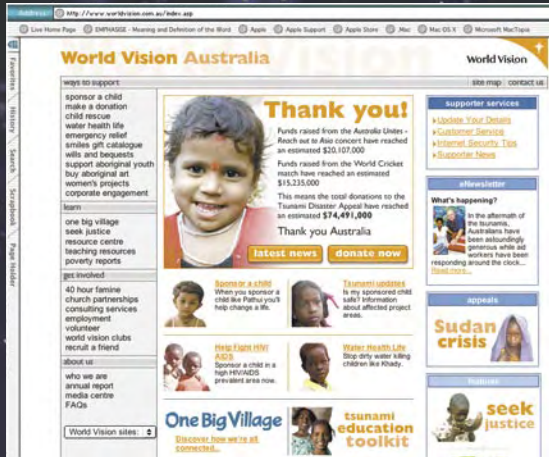 Address http://www.worldvision.com.au/index.asp
Live Home Page EMPHASISE - Meaning and Definition of the Word Apple Apple Support Apple Store .Mac Mac OS X Microsoft MacTopia
Favorites
History
Search
Scrapbook
Page Holder
World Vision Australia
World Vision
ways to support
site map contact us
sponsor a child
make a donation
child rescue
water health life
emergency relief
smiles gift catalogue
wills and bequests
support aboriginal youth
buy aboriginal art
women's projects
corporate engagement
learn
one big village
seek justice
resource centre
teaching resources
poverty reports
get involved
40 hour famine
church partnerships
consulting services
employment
volunteer
world vision clubs
recruit a friend
about us
who we are
annual report
media centre
FAQs
World Vision sites:
Thank you!
Funds raised from the Australia Unites -
Reach out to Asia concert have reached
an estimated $20,107,000
Funds raised from the World Cricket
match have reached an estimated
$15,235,000
This means the total donations to the
Tsunami Disaster Appeal have reached
an estimated $74,491,000
Thank you Australia
latest news donate now
Sponsor a child
When you sponsor a
child like Pathui you'll
help change a life.
Tsunami updates
Is my sponsored child
safe? Information
about affected project
areas.
Help Fight HIV/
AIDS
Sponsor a child in a
high HIV/AIDS
prevalent area now.
Water Health Life
Stop dirty water killing
children like Khady.
One Big Village
Discover how we're all
connected...
tsunami
education
toolkit
supporter services
Update Your Details
Customer Service
Internet Security Tips
Supporter News
eNewsletter
What's happening?
In the aftermath of
the tsunamis,
Australians have
been astoundingly
generous while aid
workers have been
responding around the clock...
Read more...
appeals
Sudan
crisis
features
seek
justice